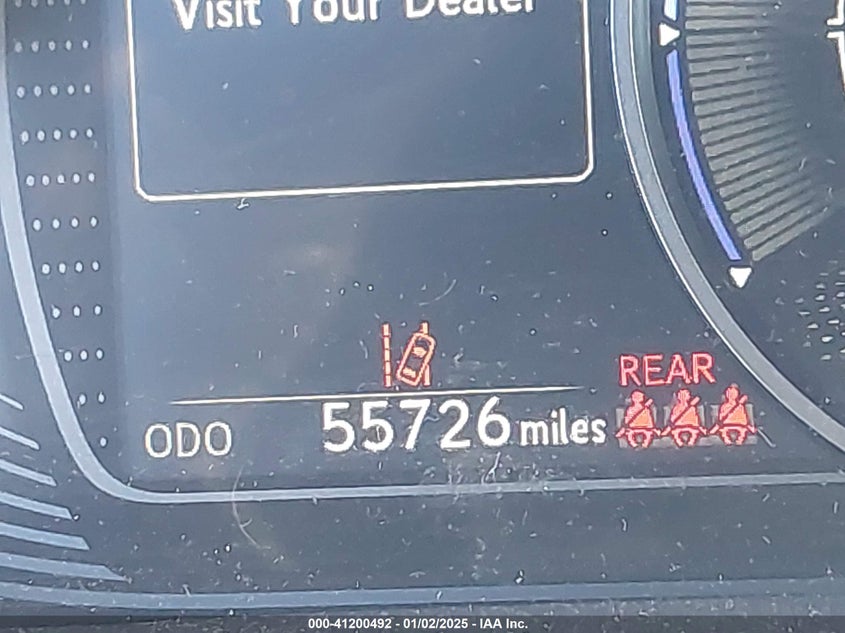 Visit Your Dealer
REAR
ODO 55726 miles
000-41200492 - 01/02/2025 - IAA Inc.